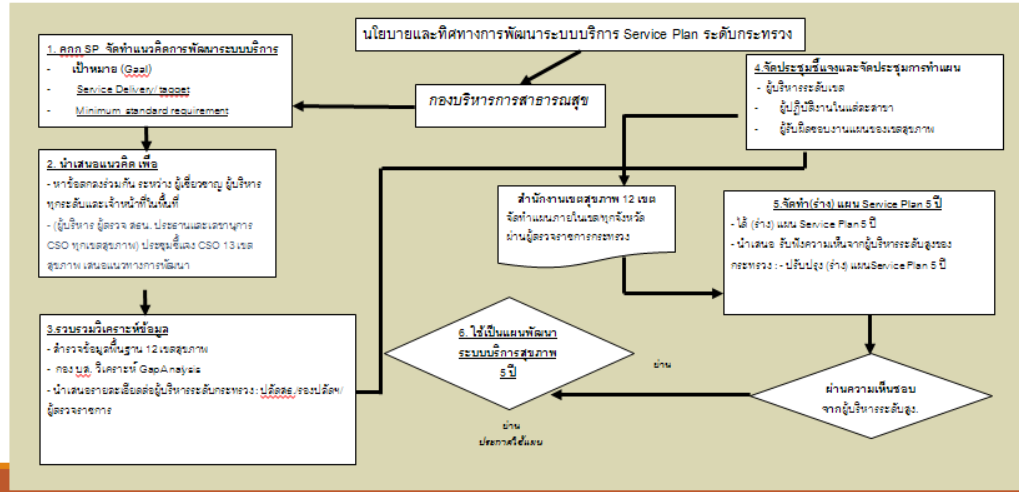 นโยบายและทิศทางการพัฒนาระบบบริการ Service Plan ระดับกระทรวง
กองบริหารการสาธารณสุข
1. คกก SP จัดทำแนวคิดการพัฒนาระบบบริการ
- เป้าหมาย (Gaal)
- Service Delivery/ tagget
- Minimum standard requirement
2. นำเสนอแนวคิด เพื่อ
- หาข้อตกลงร่วมกัน ระหว่าง ผู้เชี่ยวชาญ ผู้บริหาร
ทุกระดับและเจ้าหน้าที่ในพื้นที่
- (ผู้บริหาร ผู้ตรวจ สธน. ประธานและเลขานุการ
CSO ทุกเขตสุขภาพ) ประชุมชี้แจง CSO 13 เขต
สุขภาพ เสนอแนวทางการพัฒนา
3.รวบรวมวิเคราะห์ข้อมูล
- สำรวจข้อมูลพื้นฐาน 12 เขตสุขภาพ
- กอง บส. วิเคราะห์ GapAnalysis
- นำเสนอรายละเอียดต่อผู้บริหารระดับกระทรวง : ปลัดสธ./รองปลัดฯ/
ผู้ตรวจราชการ
4.จัดประชุมชี้แจงและจัดประชุมการทำแผน
- ผู้บริหารระดับเขต
- ผู้ปฏิบัติงานในแต่ละสาขา
- ผู้รับผิดชอบงานแผนของเขตสุขภาพ
สำนักงานเขตสุขภาพ 12 เขต
จัดทำแผนภายในเขตทุกจังหวัด
ผ่านผู้ตรวจราชการกระทรวง
5.จัดทำ(ร่าง) แผน Service Plan 5 ปี
- ได้ (ร่าง) แผน Service Plan 5 ปี
- นำเสนอ รับฟังความเห็นจากผู้บริหารระดับสูงของ
กระทรวง : - ปรับปรุง (ร่าง) แผนService Plan 5 ปี
ผ่านความเห็นชอบ
จากผู้บริหารระดับสูง.
ผ่าน
6. ใช้เป็นแผนพัฒนา
ระบบบริการสุขภาพ
5 ปี
ผ่าน
ประกาศใช้แผน